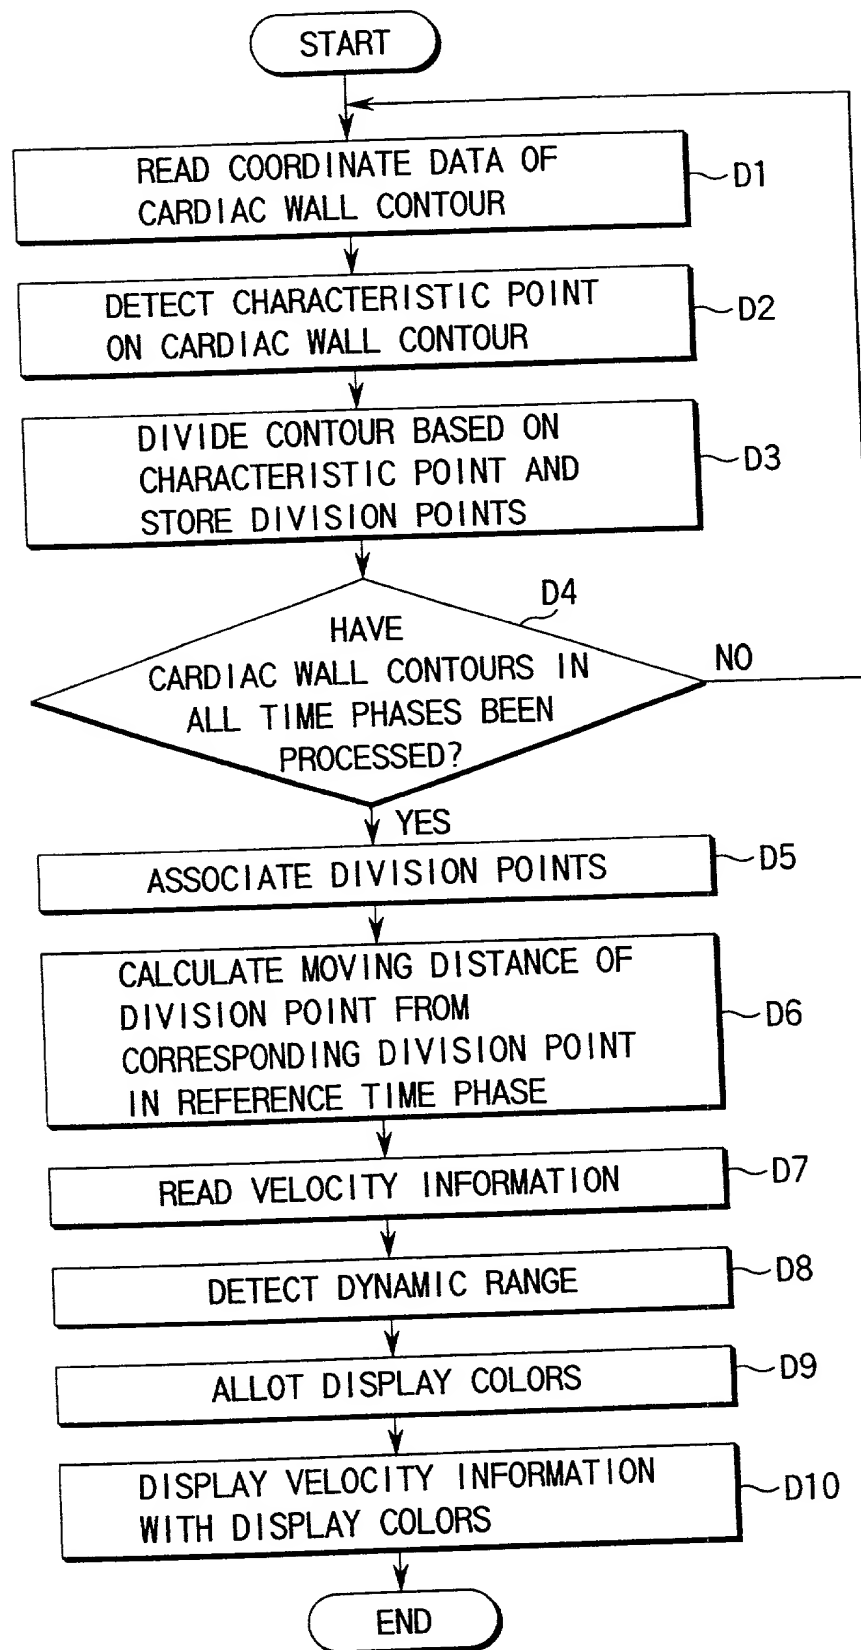 START
READ COORDINATE DATA OF
CARDIAC WALL CONTOUR
D1
DETECT CHARACTERISTIC POINT
ON CARDIAC WALL CONTOUR
D2
DIVIDE CONTOUR BASED ON
CHARACTERISTIC POINT AND
STORE DIVISION POINTS
D3
D4
HAVE
CARDIAC WALL CONTOURS IN
ALL TIME PHASES BEEN
PROCESSED?
NO
YES
ASSOCIATE DIVISION POINTS
D5
CALCULATE MOVING DISTANCE OF
DIVISION POINT FROM
CORRESPONDING DIVISION POINT
IN REFERENCE TIME PHASE
D6
READ VELOCITY INFORMATION
D7
DETECT DYNAMIC RANGE
D8
ALLOT DISPLAY COLORS
D9
DISPLAY VELOCITY INFORMATION
WITH DISPLAY COLORS
D10
END